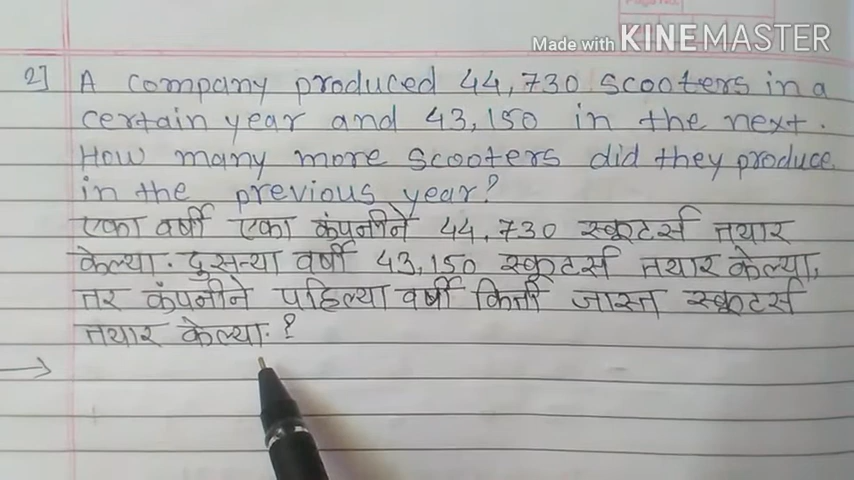 Made with KINEMASTER
2] A company produced 44,730 scooters in a
certain year and 43,150 in the next.
How many more scooters did they produce
in the previous year?
एका वर्षी एका कंपनीने 44,730 स्कूटर्स तयार
केल्या. दुसऱ्या वर्षी 43,150 स्कूटर्स तयार केल्या,
तर कंपनीने पहिल्या वर्षी किती जास्त स्कूटर्स
तयार केल्या.?
→